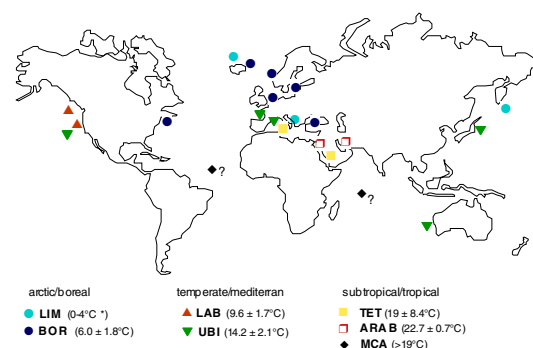 ?
?
arctic/boreal temperate/mediterran subtropical/tropical
LIM (0-4°C *) LAB (9.6 ± 1.7°C) TET (19 ± 8.4°C)
BOR (6.0 ± 1.8°C) UBI (14.2 ± 2.1°C) ARAB (22.7 ± 0.7°C)
MCA (>19°C)